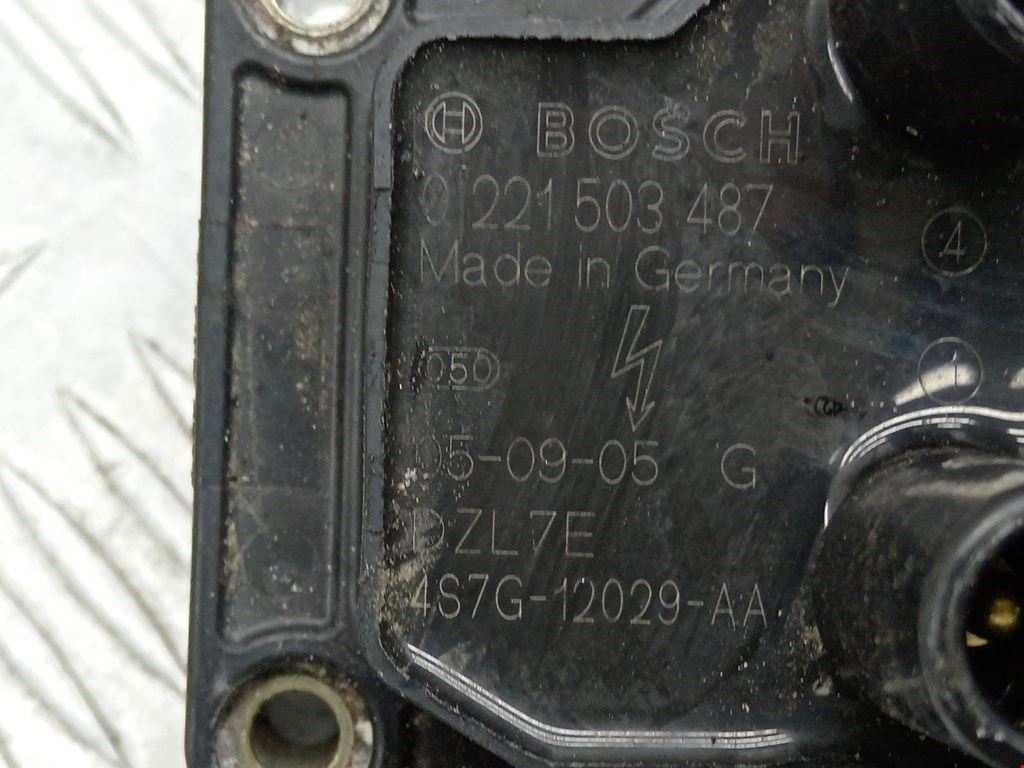 BOSCH
0 221 503 487
Made in Germany
4
050
1
05-09-05 G
DZL7E
4S7G-12029-AA